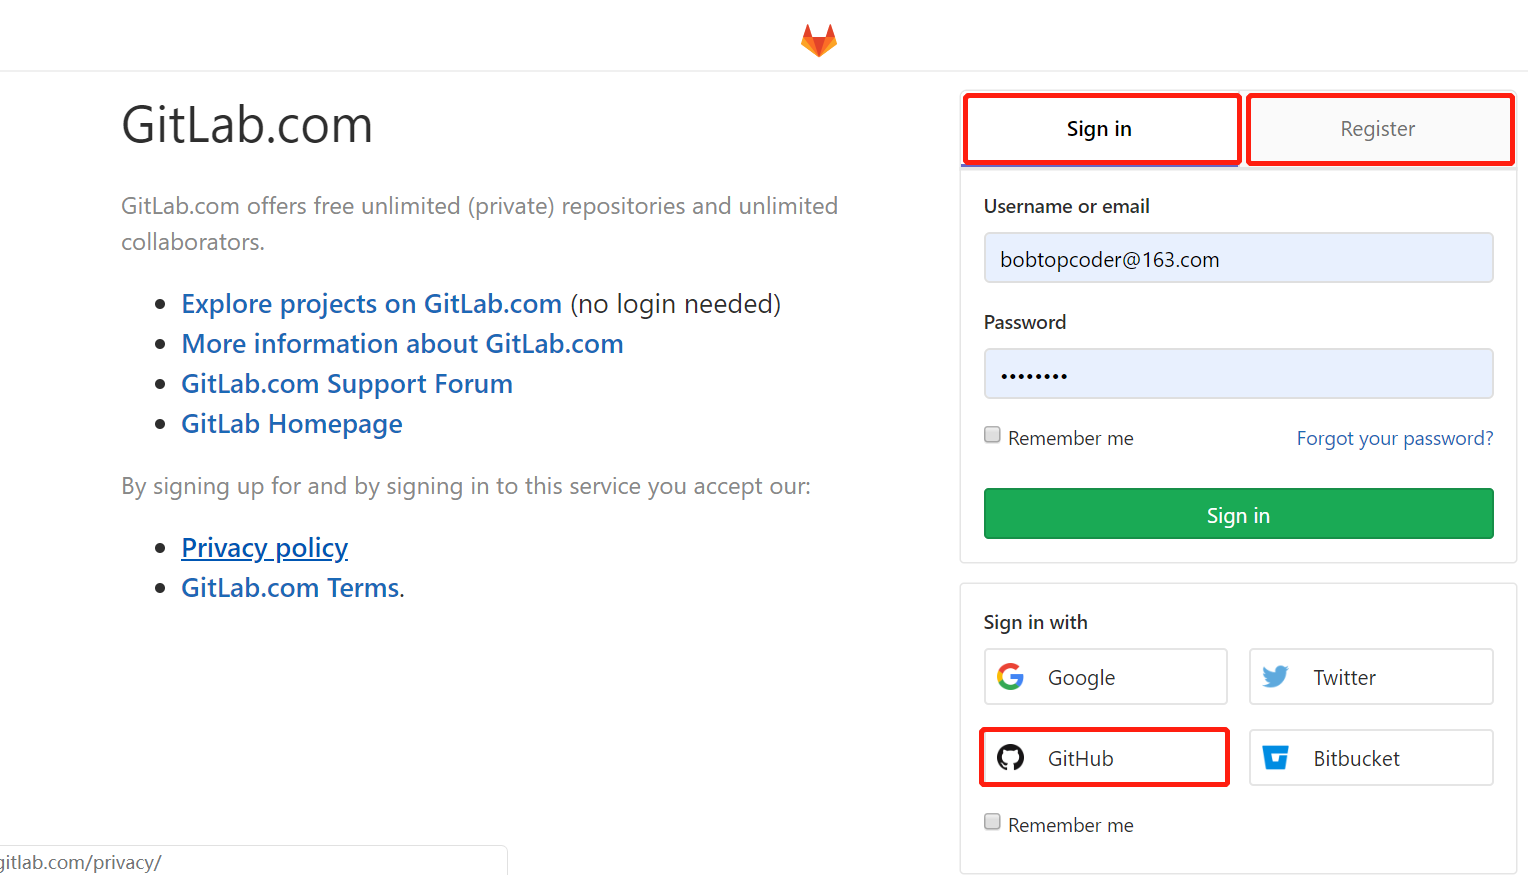 GitLab.com
GitLab.com offers free unlimited (private) repositories and unlimited
collaborators.
Explore projects on GitLab.com (no login needed)
More information about GitLab.com
GitLab.com Support Forum
GitLab Homepage
By signing up for and by signing in to this service you accept our:
Privacy policy
GitLab.com Terms.
Sign in
Register
Username or email
bobtopcoder@163.com
Password
••••••••
Remember me
Forgot your password?
Sign in
Sign in with
Google
Twitter
GitHub
Bitbucket
Remember me
gitlab.com/privacy/